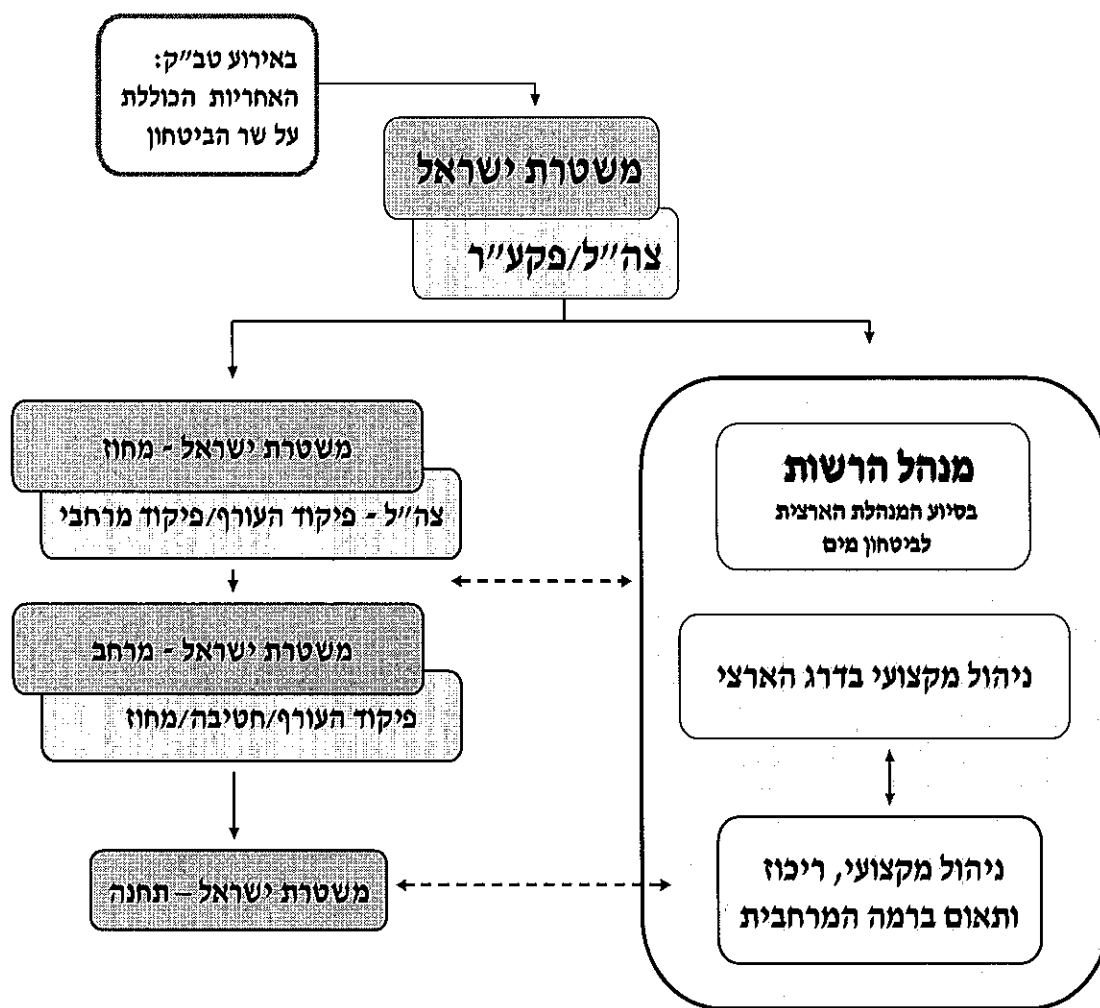 באירוע טב"ק:
האחריות הכוללת
על שר הביטחון
משטרת ישראל
צה"ל/פקע"ר
משטרת ישראל - מחוז
צה"ל - פיקוד העורף/פיקוד מרחבי
משטרת ישראל - מרחב
פיקוד העורף/חטיבה/מחוז
משטרת ישראל – תחנה
מנהל הרשות
בסיוע המנהלת הארצית
לביטחון מים
ניהול מקצועי בדרג הארצי
ניהול מקצועי, ריכוז
ותאום ברמה המרחבית